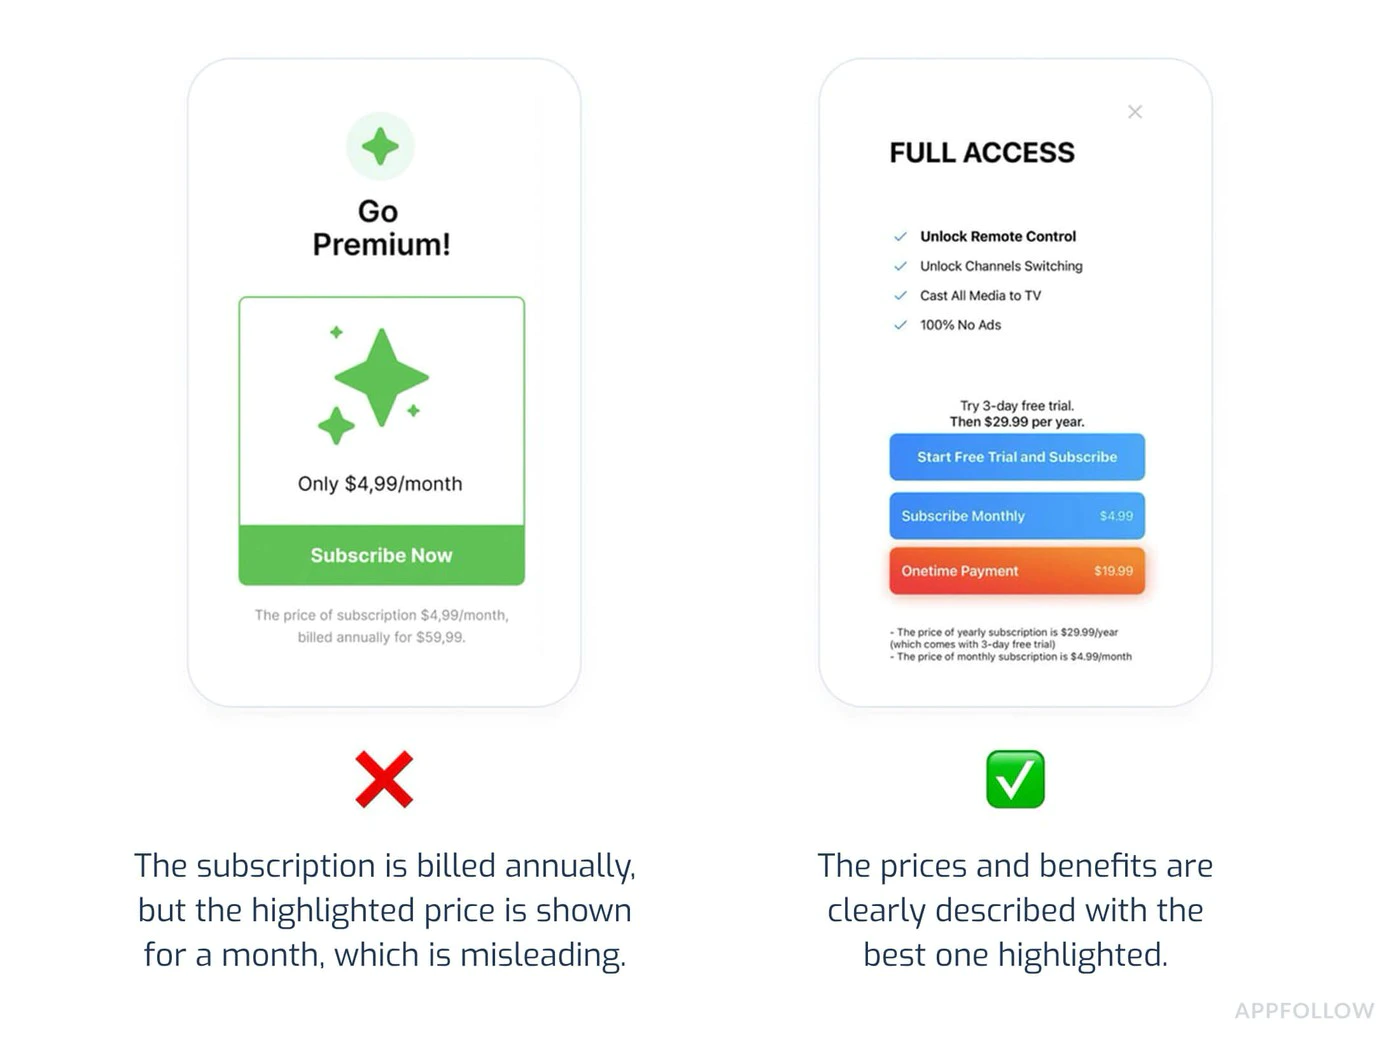 Go
Premium!
Only $4,99/month
Subscribe Now
The price of subscription $4,99/month,
billed annually for $59,99.
The subscription is billed annually,
but the highlighted price is shown
for a month, which is misleading.
FULL ACCESS
Unlock Remote Control
Unlock Channels Switching
Cast All Media to TV
100% No Ads
Try 3-day free trial.
Then $29.99 per year.
Start Free Trial and Subscribe
Subscribe Monthly $4.99
Onetime Payment $19.99
- The price of yearly subscription is $29.99/year
(which comes with 3-day free trial)
- The price of monthly subscription is $4.99/month
The prices and benefits are
clearly described with the
best one highlighted.
APPFOLLOW